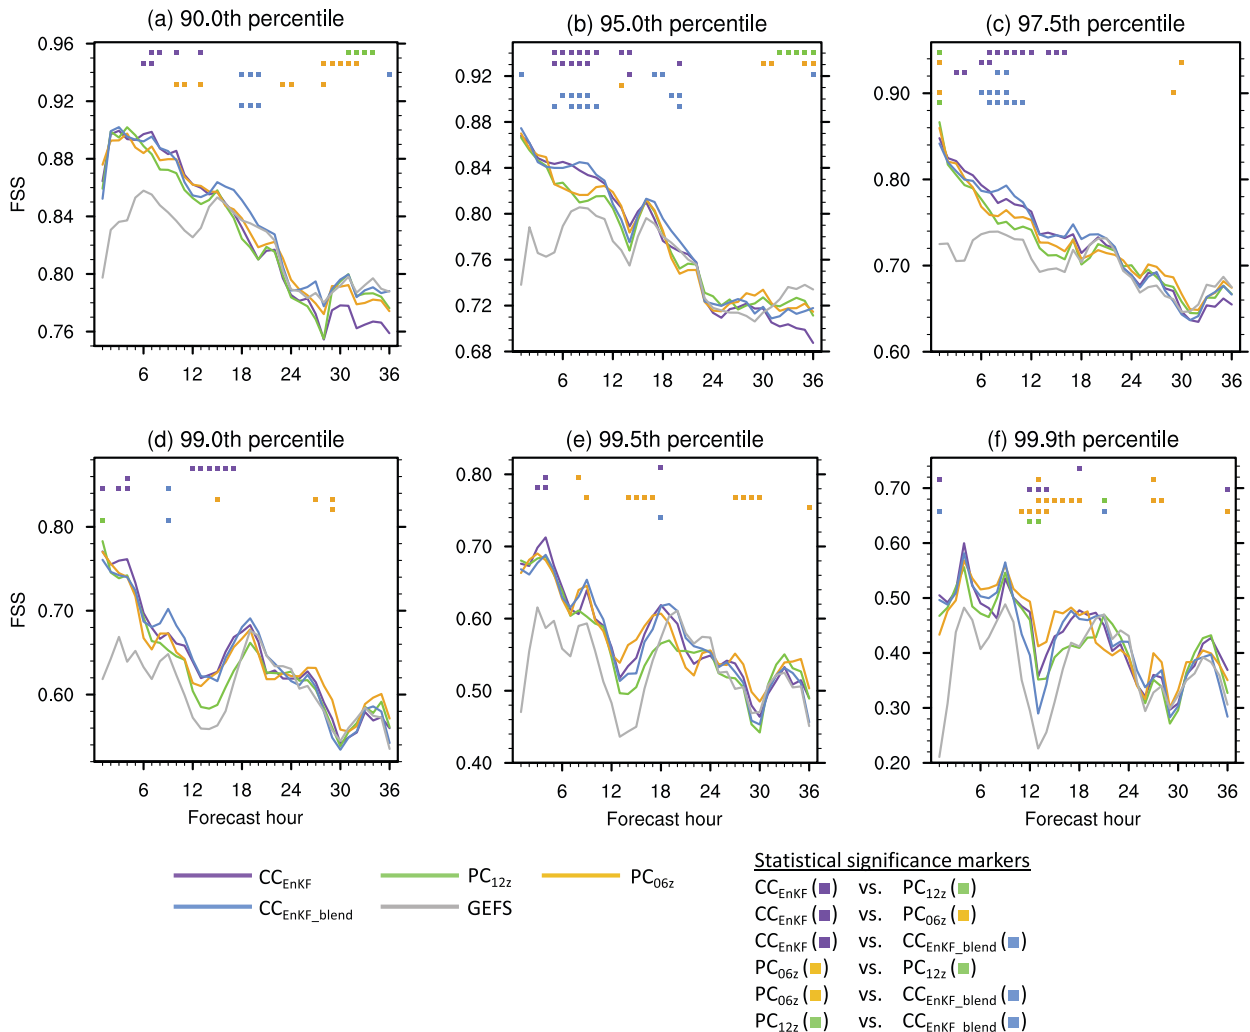 (a) 90.0th percentile
(b) 95.0th percentile
(c) 97.5th percentile
FSS
0.96
0.92
0.88
0.84
0.80
0.76
6 12 18 24 30 36
0.92
0.88
0.84
0.80
0.76
0.72
0.68
6 12 18 24 30 36
0.90
0.80
0.70
0.60
6 12 18 24 30 36
(d) 99.0th percentile
(e) 99.5th percentile
(f) 99.9th percentile
FSS
0.80
0.70
0.60
6 12 18 24 30 36
Forecast hour
0.80
0.70
0.60
0.50
0.40
6 12 18 24 30 36
Forecast hour
0.70
0.60
0.50
0.40
0.30
0.20
6 12 18 24 30 36
Forecast hour
CCEnKF
PC12z
PC06z
CCEnKF_blend
GEFS
Statistical significance markers
CCEnKF (■) vs. PC12z (■)
CCEnKF (■) vs. PC06z (■)
CCEnKF (■) vs. CCEnKF_blend (■)
PC06z (■) vs. PC12z (■)
PC06z (■) vs. CCEnKF_blend (■)
PC12z (■) vs. CCEnKF_blend (■)